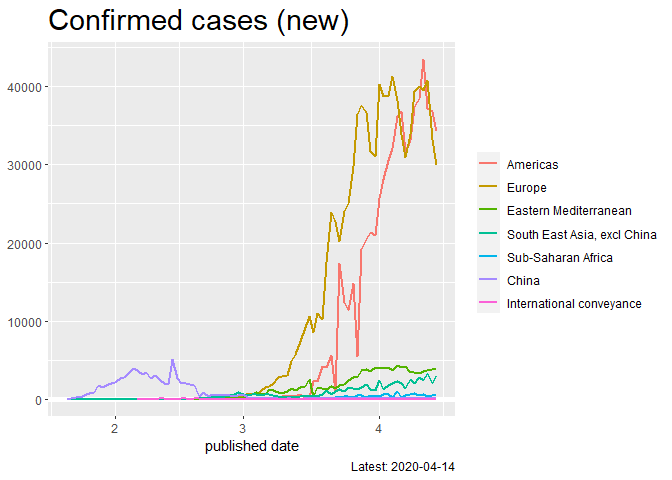 Confirmed cases (new)
40000
30000
20000
10000
0
2
3
4
published date
Americas
Europe
Eastern Mediterranean
South East Asia, excl China
Sub-Saharan Africa
China
International conveyance
Latest: 2020-04-14